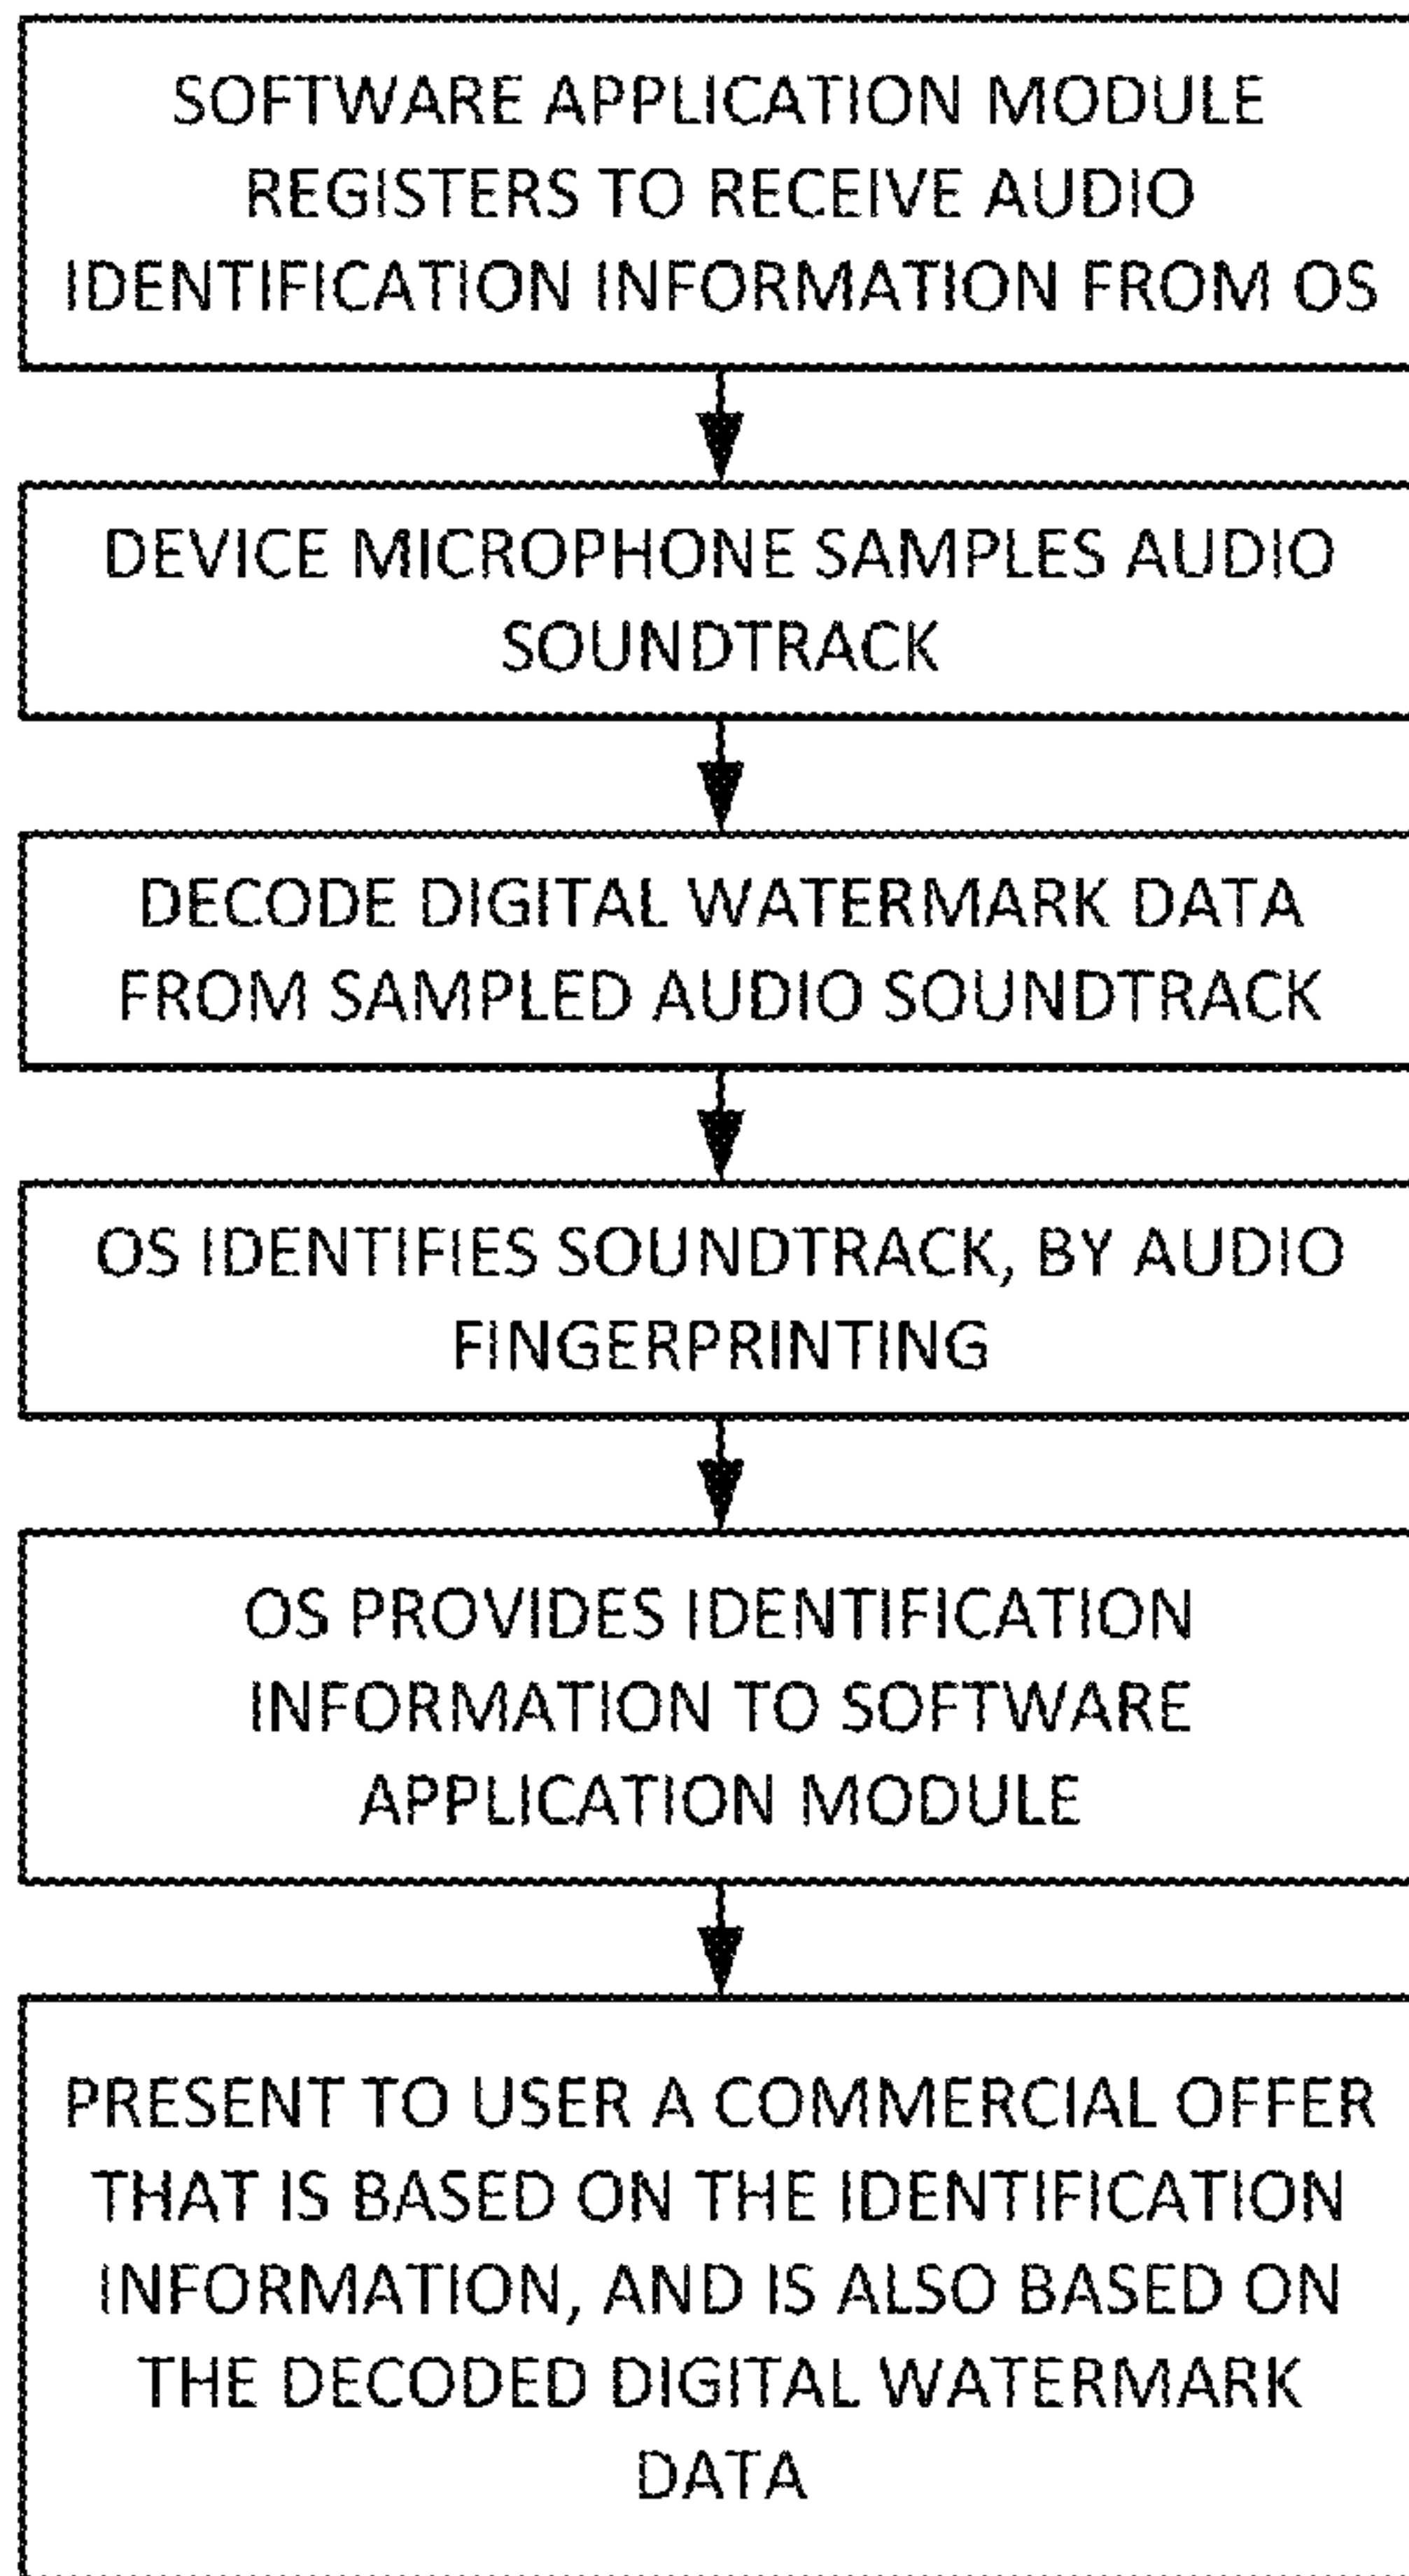 SOFTWARE APPLICATION MODULE
REGISTERS TO RECEIVE AUDIO
IDENTIFICATION INFORMATION FROM OS
DEVICE MICROPHONE SAMPLES AUDIO
SOUNDTRACK
DECODE DIGITAL WATERMARK DATA
FROM SAMPLED AUDIO SOUNDTRACK
OS IDENTIFIES SOUNDTRACK, BY AUDIO
FINGERPRINTING
OS PROVIDES IDENTIFICATION
INFORMATION TO SOFTWARE
APPLICATION MODULE
PRESENT TO USER A COMMERCIAL OFFER
THAT IS BASED ON THE IDENTIFICATION
INFORMATION, AND IS ALSO BASED ON
THE DECODED DIGITAL WATERMARK
DATA